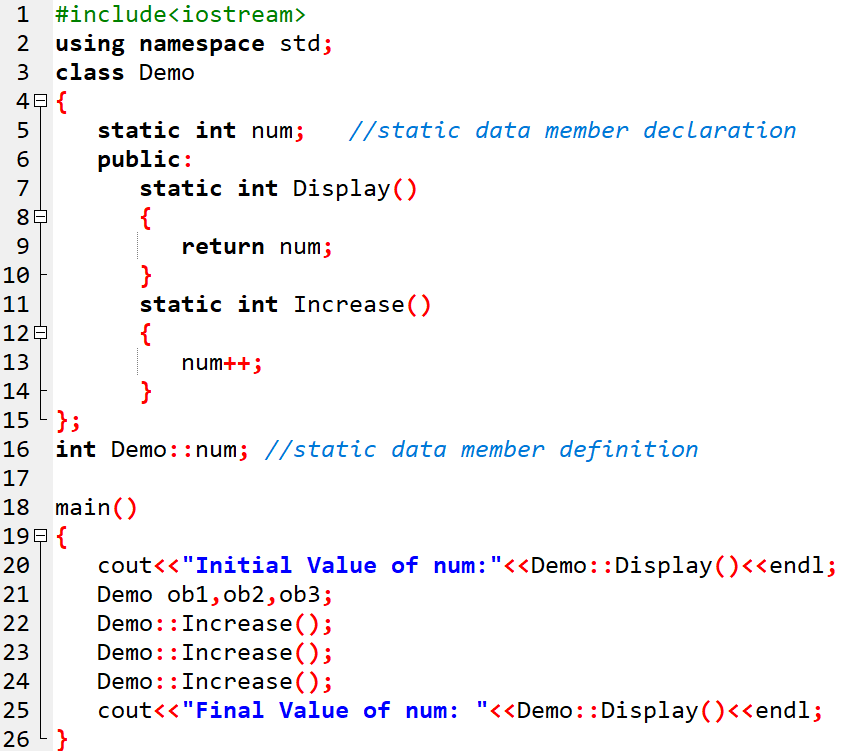 1 #include<iostream>
2 using namespace std;
3 class Demo
4 {
5 static int num; //static data member declaration
6 public:
7 static int Display()
8 {
9 return num;
10 }
11 static int Increase()
12 {
13 num++;
14 }
15 };
16 int Demo::num; //static data member definition
17
18 main()
19 {
20 cout<<"Initial Value of num:"<<Demo::Display()<<endl;
21 Demo ob1,ob2,ob3;
22 Demo::Increase();
23 Demo::Increase();
24 Demo::Increase();
25 cout<<"Final Value of num: "<<Demo::Display()<<endl;
26 }